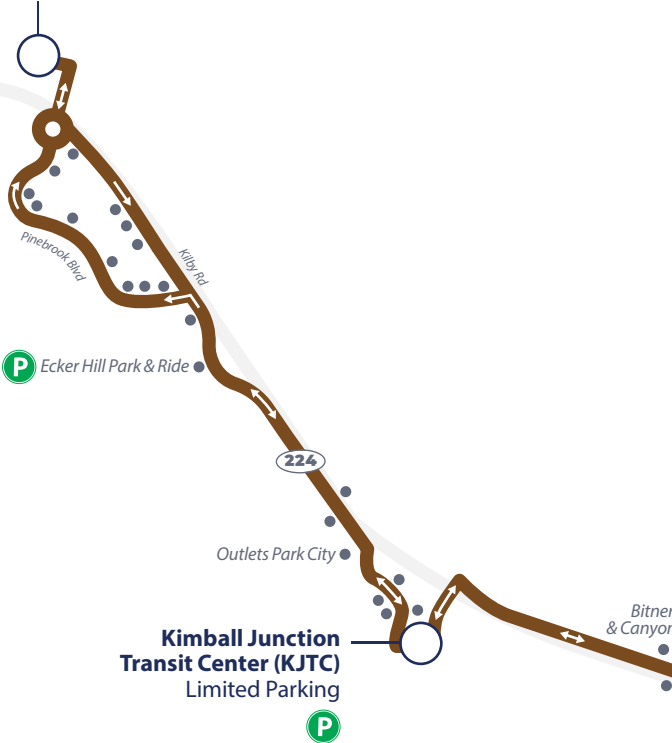 Pinebrook Blvd
Kilby Rd
P
Ecker Hill Park & Ride
224
Outlets Park City
Bitner
& Canyon
Kimball Junction
Transit Center (KJTC)
Limited Parking
P